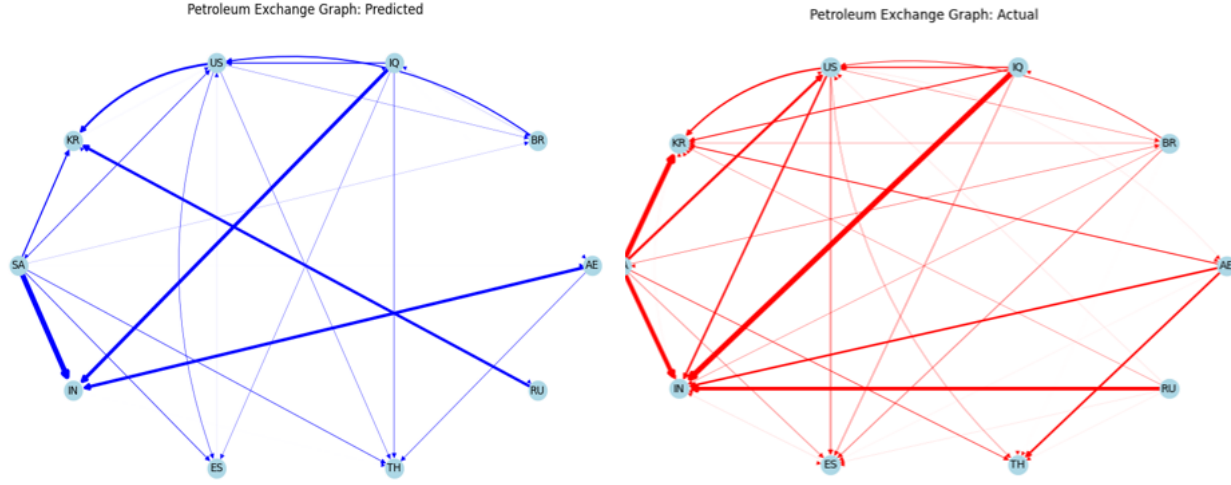 Petroleum Exchange Graph: Predicted
US
IQ
KR
BR
SA
AE
IN
RU
ES
TH
Petroleum Exchange Graph: Actual
US
IQ
KR
BR
A
AE
IN
RU
ES
TH